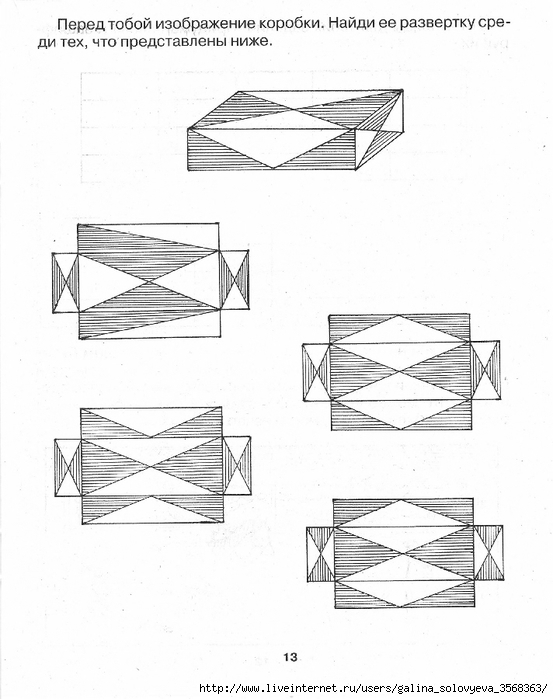 Перед тобой изображение коробки. Найди ее развертку сре-
ди тех, что представлены ниже.
13
http://www.liveinternet.ru/users/galina_solovyeva_3568363/